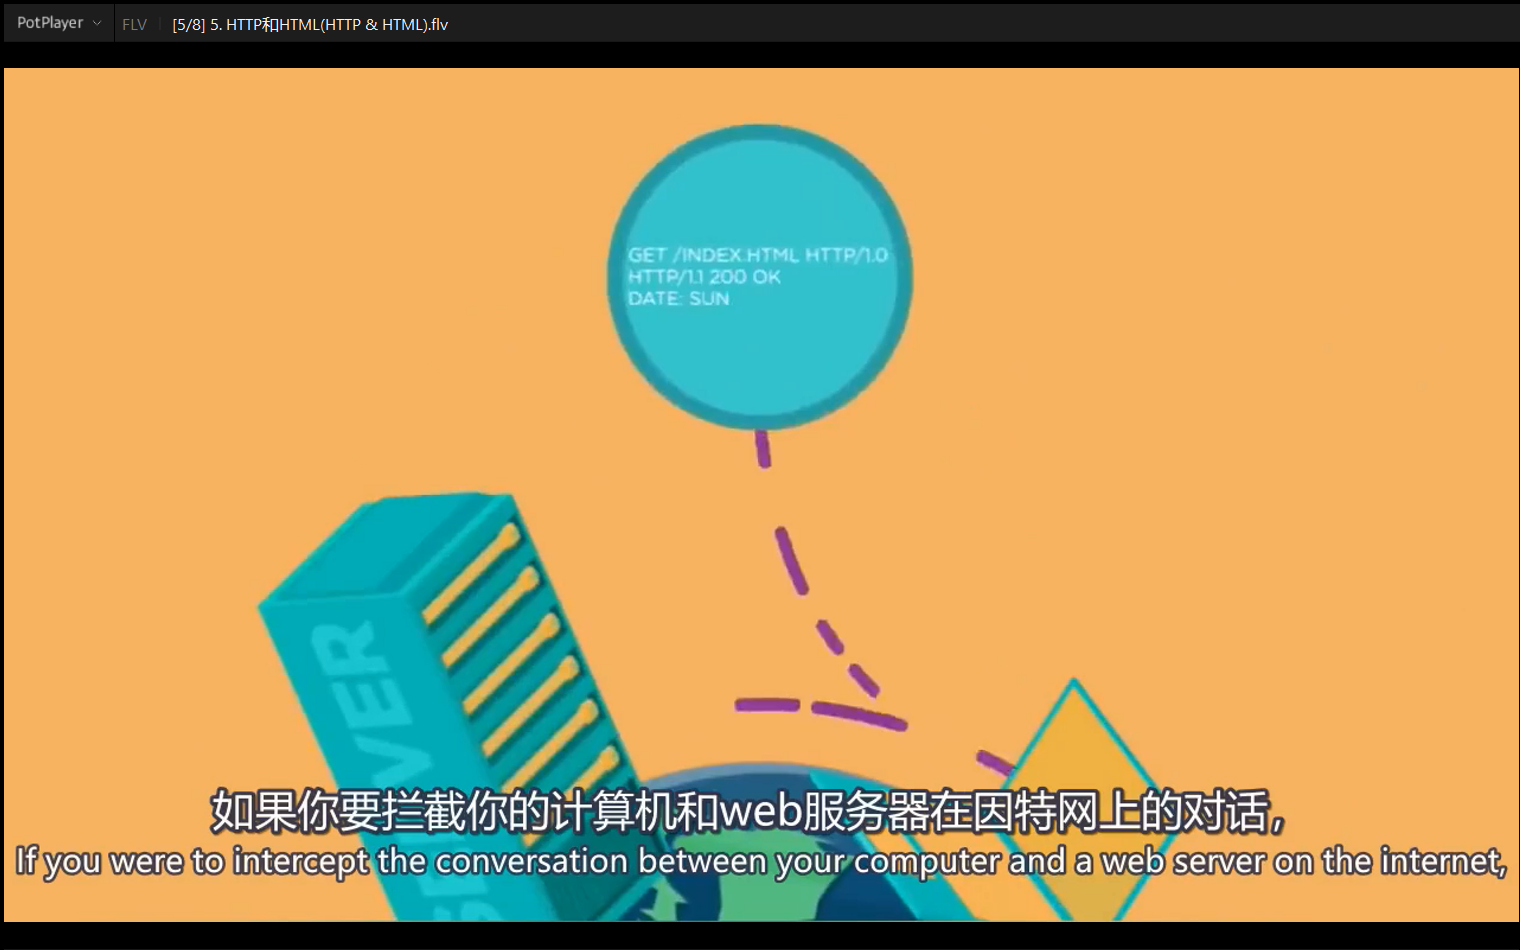 PotPlayer FLV [5/8] 5. HTTP和HTML(HTTP & HTML).flv
GET /INDEX.HTML HTTP/1.0
HTTP/1.1 200 OK
DATE: SUN
SERVER
如果你要拦截你的计算机和web服务器在因特网上的对话，
If you were to intercept the conversation between your computer and a web server on the internet,